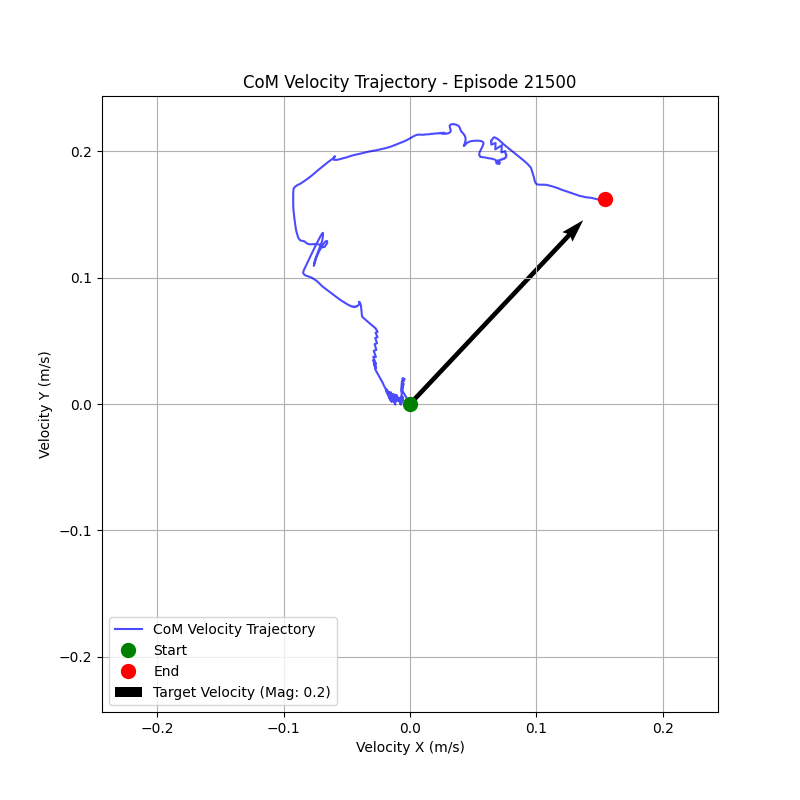 CoM Velocity Trajectory - Episode 21500
Velocity Y (m/s)
0.2
0.1
0.0
−0.1
−0.2
CoM Velocity Trajectory
Start
End
Target Velocity (Mag: 0.2)
−0.2
−0.1
0.0
0.1
0.2
Velocity X (m/s)